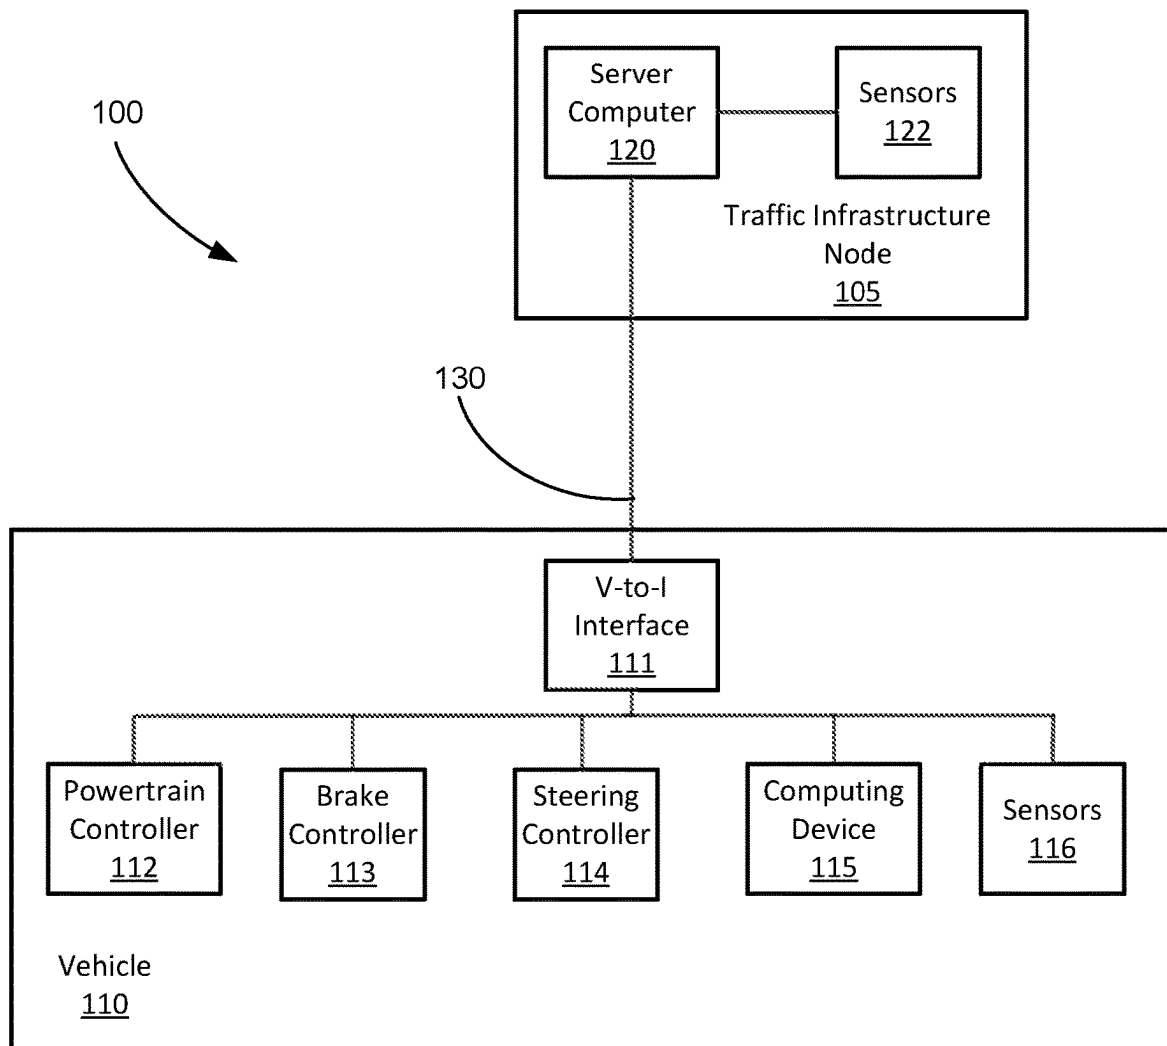 100
Server
Computer
120
Sensors
122
Traffic Infrastructure
Node
105
130
V-to-I
Interface
111
Powertrain
Controller
112
Brake
Controller
113
Steering
Controller
114
Computing
Device
115
Sensors
116
Vehicle
110